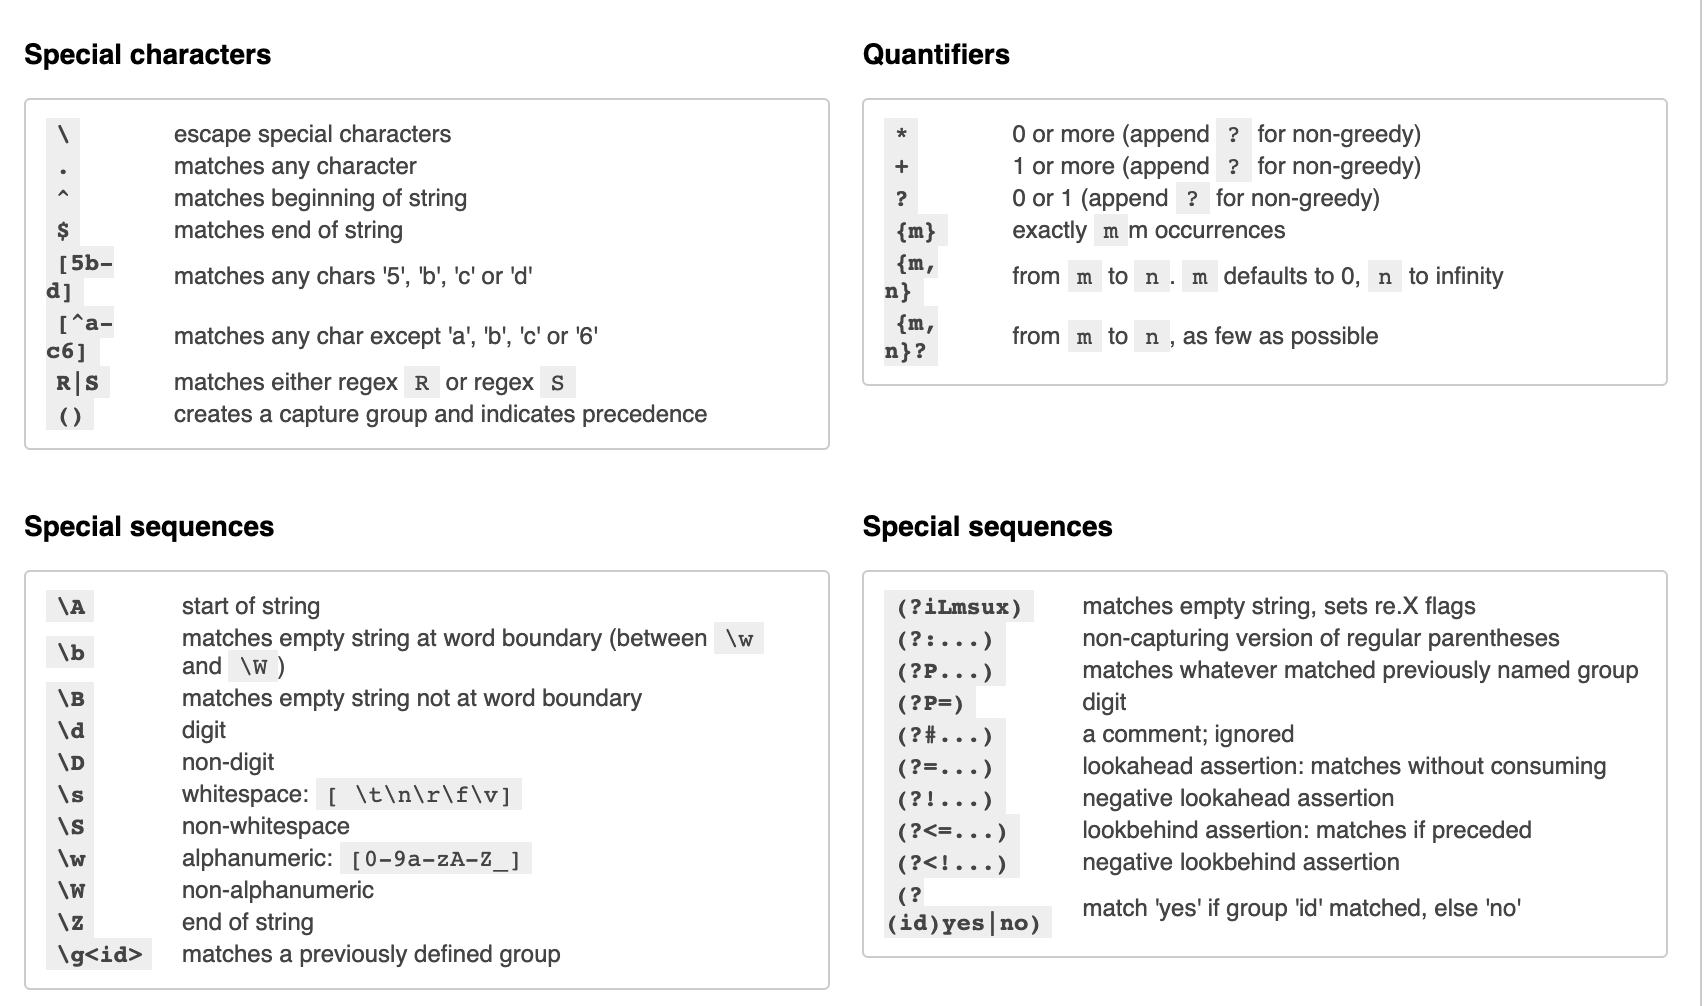 Special characters
\ escape special characters
. matches any character
^ matches beginning of string
$ matches end of string
[5b-
d] matches any chars '5', 'b', 'c' or 'd'
[^a-
c6] matches any char except 'a', 'b', 'c' or '6'
R|S matches either regex R or regex S
() creates a capture group and indicates precedence
Quantifiers
* 0 or more (append ? for non-greedy)
+ 1 or more (append ? for non-greedy)
? 0 or 1 (append ? for non-greedy)
{m} exactly m m occurrences
{m,
n} from m to n . m defaults to 0, n to infinity
{m,
n}? from m to n , as few as possible
Special sequences
\A start of string
\b matches empty string at word boundary (between \w
and \W )
\B matches empty string not at word boundary
\d digit
\D non-digit
\s whitespace: [ \t\n\r\f\v]
\S non-whitespace
\w alphanumeric: [0-9a-zA-Z_]
\W non-alphanumeric
\Z end of string
\g<id> matches a previously defined group
Special sequences
(?iLmsux) matches empty string, sets re.X flags
(?:...) non-capturing version of regular parentheses
(?P...) matches whatever matched previously named group
(?P=) digit
(?#...) a comment; ignored
(?=...) lookahead assertion: matches without consuming
(?!...) negative lookahead assertion
(?<=...) lookbehind assertion: matches if preceded
(?<!...) negative lookbehind assertion
(?
(id)yes|no) match 'yes' if group 'id' matched, else 'no'